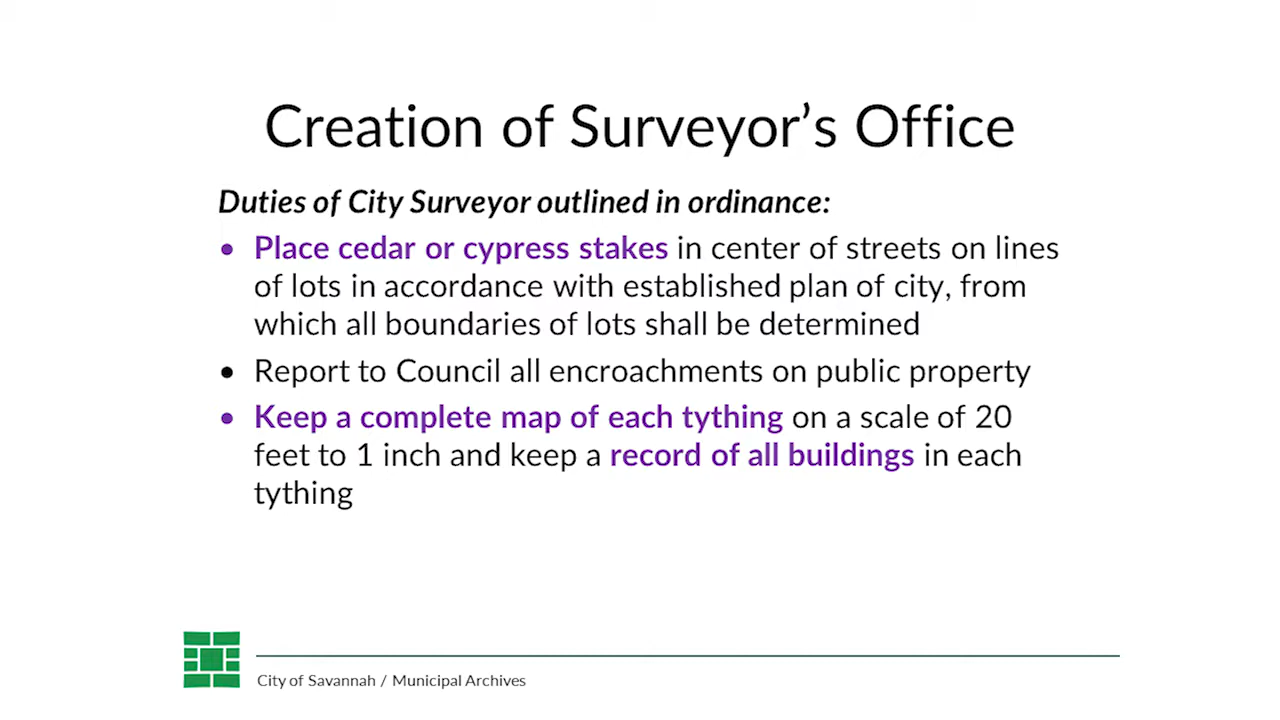 Creation of Surveyor’s Office
Duties of City Surveyor outlined in ordinance:
• Place cedar or cypress stakes in center of streets on lines
of lots in accordance with established plan of city, from
which all boundaries of lots shall be determined
• Report to Council all encroachments on public property
• Keep a complete map of each tything on a scale of 20
feet to 1 inch and keep a record of all buildings in each
tything
City of Savannah / Municipal Archives